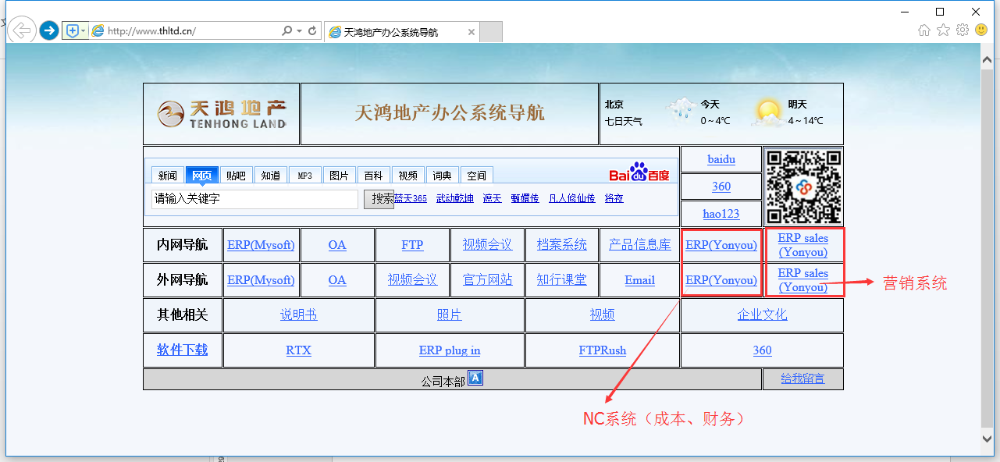 http://www.thltd.cn/
天鸿地产办公系统导航
天鸿地产
TENHONG LAND
天鸿地产办公系统导航
北京
七日天气
今天
0～4℃
明天
4～14℃
新闻 网页 贴吧 知道 MP3 图片 百科 视频 词典 空间
Bai du 百度
请输入关键字
搜索 蓝天365 武动乾坤 遮天 甄嬛传 凡人修仙传 将夜
baidu
360
hao123
内网导航 ERP(Mysoft) OA FTP 视频会议 档案系统 产品信息库 ERP(Yonyou) ERP sales
(Yonyou)
外网导航 ERP(Mysoft) OA 视频会议 官方网站 知行课堂 Email ERP(Yonyou) ERP sales
(Yonyou)
营销系统
其他相关 说明书 照片 视频 企业文化
软件下载 RTX ERP plug in FTPRush 360
公司本部 A 给我留言
NC系统（成本、财务）